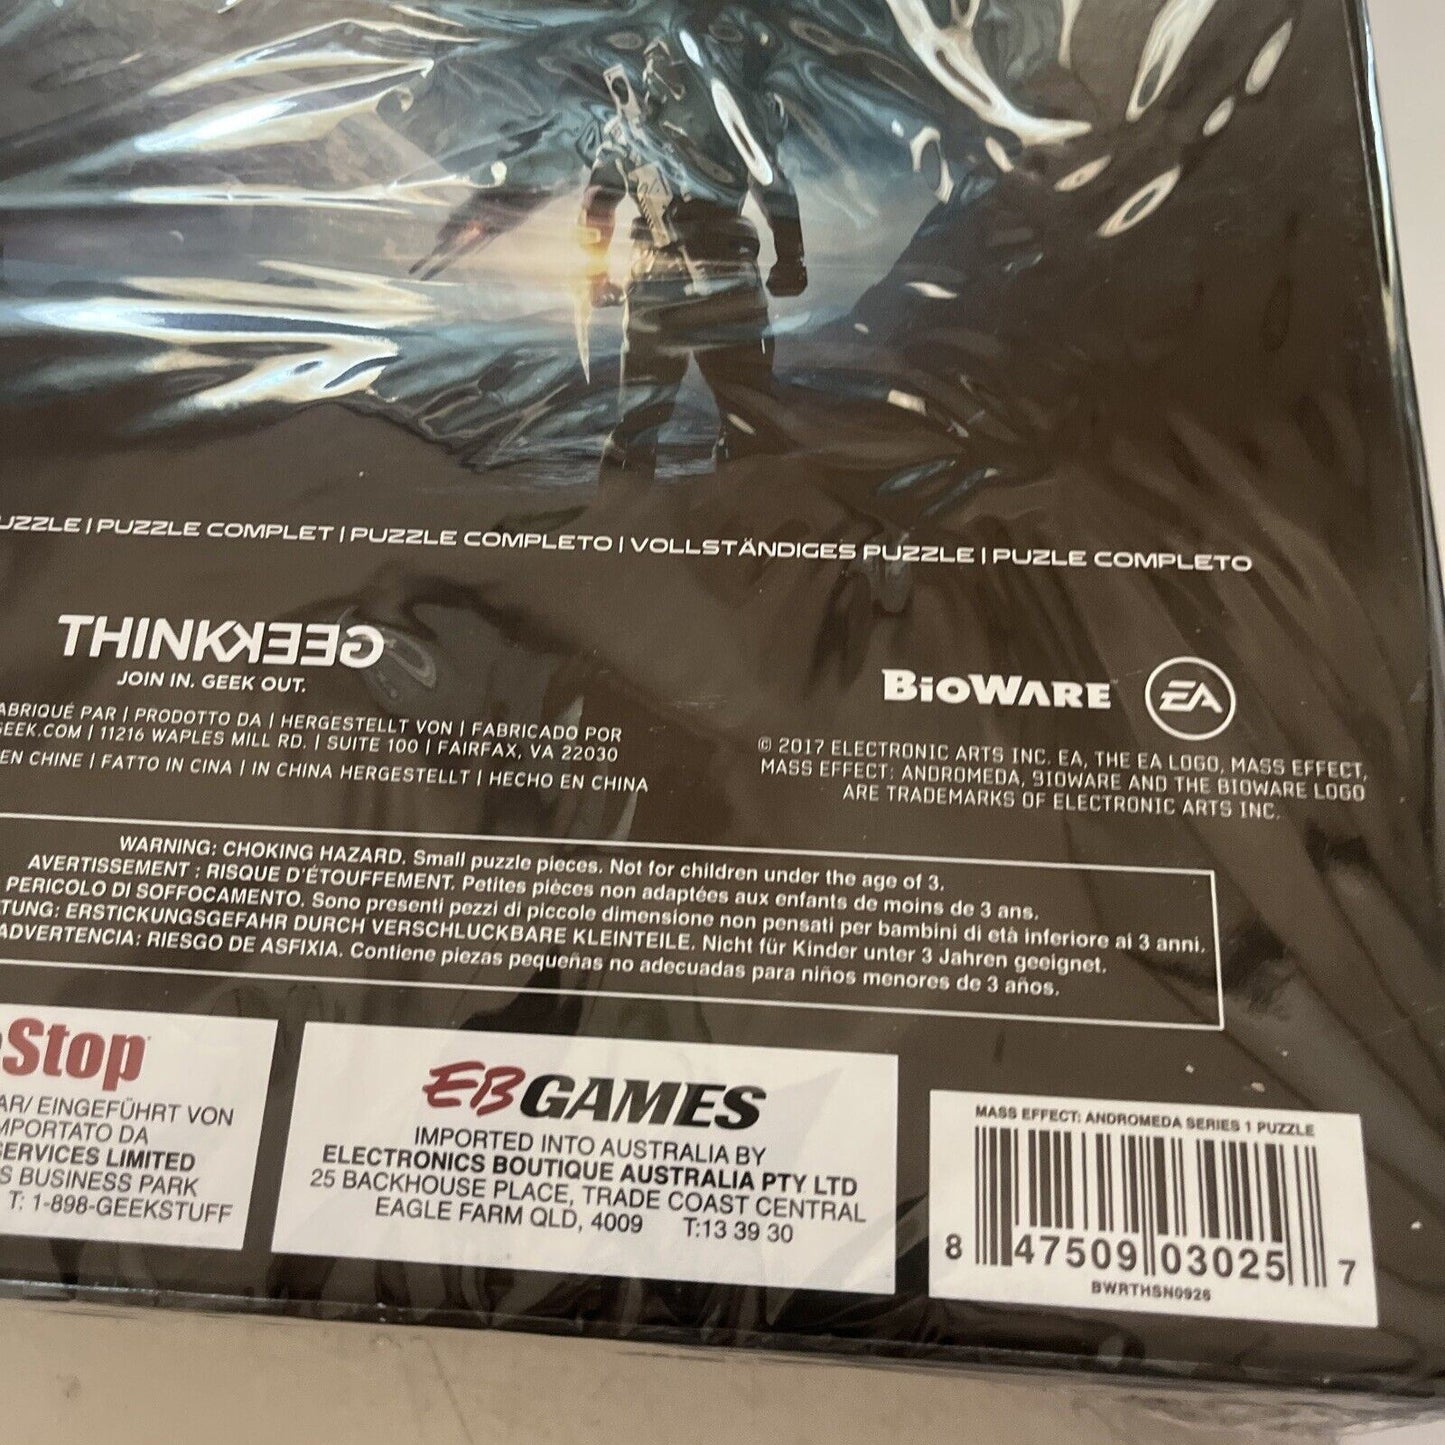 PUZZLE COMPLET | PUZZLE COMPLETO | VOLLSTÄNDIGES PUZZLE | PUZLE COMPLETO
THINKGEEK
JOIN IN. GEEK OUT.
PAR | PRODOTTO DA | HERGESTELLT VON | FABRICADO POR
GEEK.COM | 11216 WAPLES MILL RD. | SUITE 100 | FAIRFAX, VA 22030
EN CHINE | FATTO IN CINA | IN CHINA HERGESTELLT | HECHO EN CHINA
BIOWARE EA
© 2017 ELECTRONIC ARTS INC. EA, THE EA LOGO, MASS EFFECT,
MASS EFFECT: ANDROMEDA, BIOWARE AND THE BIOWARE LOGO
ARE TRADEMARKS OF ELECTRONIC ARTS INC.
WARNING: CHOKING HAZARD. Small puzzle pieces. Not for children under the age of 3.
AVERTISSEMENT : RISQUE D'ÉTOUFFEMENT. Petites pièces non adaptées aux enfants de moins de 3 ans.
PERICOLO DI SOFFOCAMENTO. Sono presenti pezzi di piccole dimensione non pensati per bambini di età inferiore ai 3 anni.
TUNG: ERSTICKUNGSGEFAHR DURCH VERSCHLUCKBARE KLEINTEILE. Nicht für Kinder unter 3 Jahren geeignet.
ADVERTENCIA: RIESGO DE ASFIXIA. Contiene piezas pequeñas no adecuadas para niños menores de 3 años.
Stop
AR/ EINGEFÜHRT VON
MPORTATO DA
SERVICES LIMITED
S BUSINESS PARK
T: 1-898-GEEKSTUFF
EB GAMES
IMPORTED INTO AUSTRALIA BY
ELECTRONICS BOUTIQUE AUSTRALIA PTY LTD
25 BACKHOUSE PLACE, TRADE COAST CENTRAL
EAGLE FARM QLD, 4009 T:13 39 30
MASS EFFECT: ANDROMEDA SERIES 1 PUZZLE
8 47509 03025 7
BWRTHSN0926